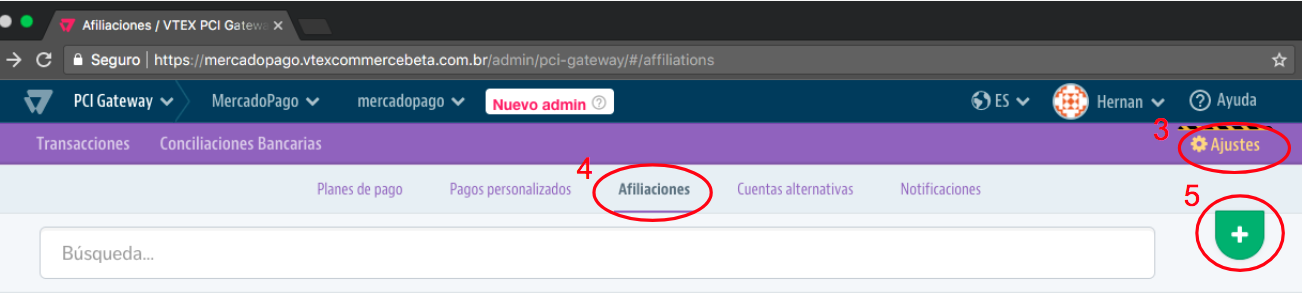 Afiliaciones / VTEX PCI Gatew
Seguro | https://mercadopago.vtexcommercebeta.com.br/admin/pci-gateway/#/affiliations
PCI Gateway MercadoPago mercadopago Nuevo admin ? ES Hernan ? Ayuda
3
Transacciones Conciliaciones Bancarias Ajustes
4
Planes de pago Pagos personalizados Afiliaciones Cuentas alternativas Notificaciones
5
Búsqueda... +